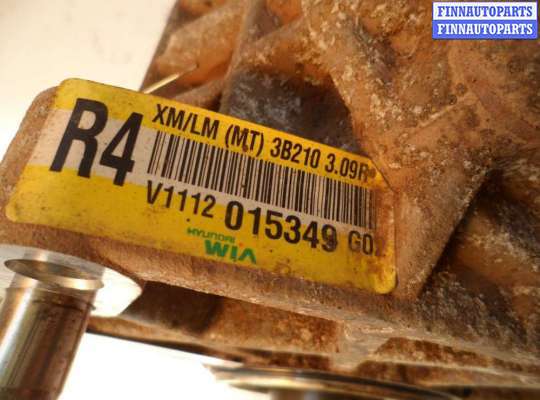 FINNAUTOPARTS
FINNAUTOPARTS
R4
XM/LM (MT) 3B210 3.09R
V1112 015349 G0
HYUNDAI
WIA